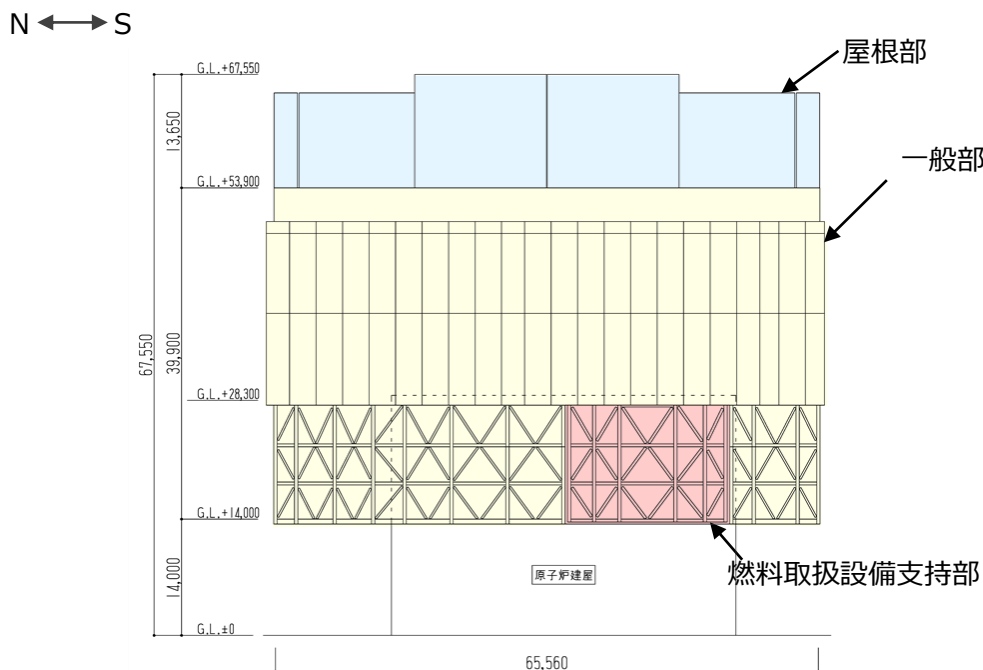 N S
屋根部
G.L.+67,550
13,650
一般部
G.L.+53,900
67,550
39,900
G.L.+28,300
G.L.+14,000
14,000
原子炉建屋
燃料取扱設備支持部
G.L.±0
65,560